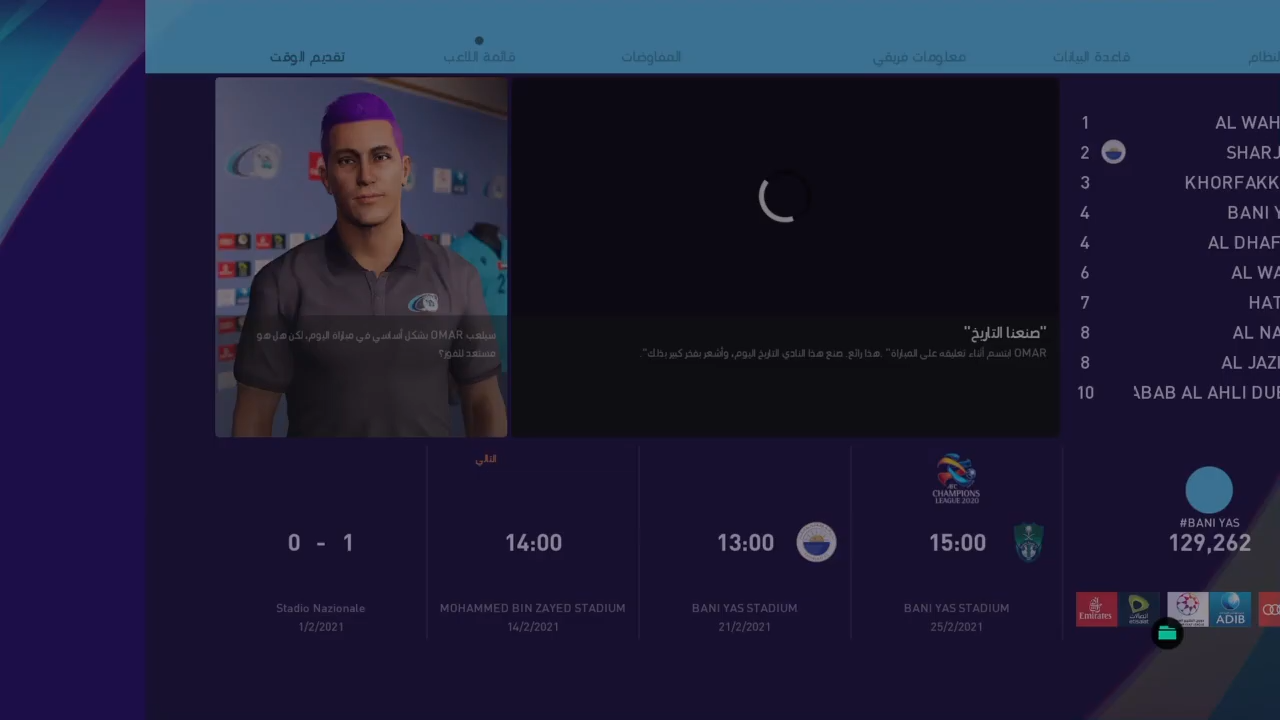 تقديم الوقت
قائمة اللاعب
المفاوضات
معلومات فريقي
قاعدة البيانات
سيلعب OMAR بشكل أساسي في مباراة اليوم، لكن هل هو
مستعد للفوز؟
"صنعنا التاريخ"
OMAR ابتسم أثناء تعليقه على المباراة" .هذا رائع. صنع هذا النادي التاريخ اليوم، وأشعر بفخر كبير بذلك".
1 AL WAH
2 SHARJ
3 KHORFAKK
4 BANI Y
4 AL DHAF
6 AL WA
7 HAT
8 AL NA
8 AL JAZI
10 ABAB AL AHLI DUB
0 - 1
Stadio Nazionale
1/2/2021
التالي
14:00
MOHAMMED BIN ZAYED STADIUM
14/2/2021
13:00
BANI YAS STADIUM
21/2/2021
AFC
CHAMPIONS
LEAGUE 2020
15:00
BANI YAS STADIUM
25/2/2021
#BANI YAS
129,262
Emirates
ADIB